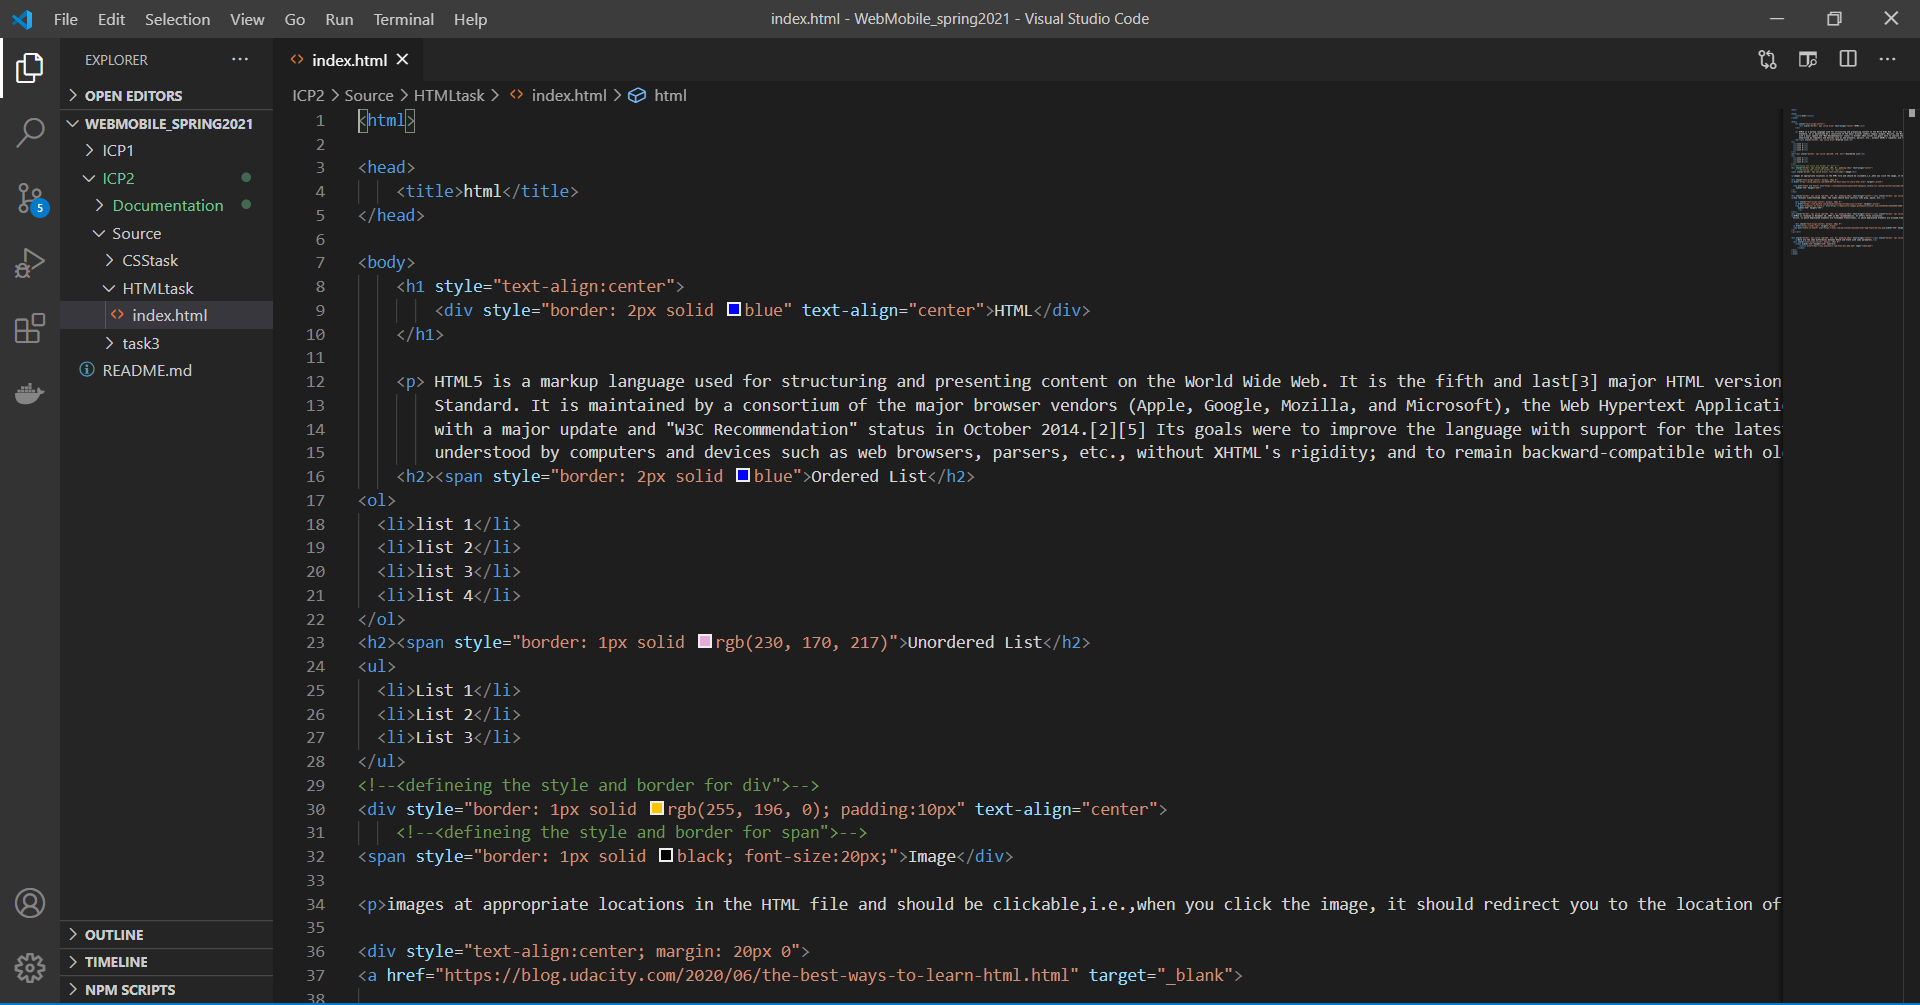 File Edit Selection View Go Run Terminal Help
index.html - WebMobile_spring2021 - Visual Studio Code
EXPLORER
OPEN EDITORS
WEBMOBILE_SPRING2021
ICP1
ICP2
Documentation
Source
CSStask
HTMLtask
index.html
task3
README.md
5
OUTLINE
TIMELINE
NPM SCRIPTS
index.html
ICP2 > Source > HTMLtask > index.html > html
1 <html>
2
3 <head>
4 <title>html</title>
5 </head>
6
7 <body>
8 <h1 style="text-align:center">
9 <div style="border: 2px solid blue" text-align="center">HTML</div>
10 </h1>
11
12 <p> HTML5 is a markup language used for structuring and presenting content on the World Wide Web. It is the fifth and last[3] major HTML version
13 Standard. It is maintained by a consortium of the major browser vendors (Apple, Google, Mozilla, and Microsoft), the Web Hypertext Applicati
14 with a major update and "W3C Recommendation" status in October 2014.[2][5] Its goals were to improve the language with support for the lates
15 understood by computers and devices such as web browsers, parsers, etc., without XHTML's rigidity; and to remain backward-compatible with ol
16 <h2><span style="border: 2px solid blue">Ordered List</h2>
17 <ol>
18 <li>list 1</li>
19 <li>list 2</li>
20 <li>list 3</li>
21 <li>list 4</li>
22 </ol>
23 <h2><span style="border: 1px solid rgb(230, 170, 217)">Unordered List</h2>
24 <ul>
25 <li>List 1</li>
26 <li>List 2</li>
27 <li>List 3</li>
28 </ul>
29 <!--<defineing the style and border for div">-->
30 <div style="border: 1px solid rgb(255, 196, 0); padding:10px" text-align="center">
31 <!--<defineing the style and border for span">-->
32 <span style="border: 1px solid black; font-size:20px;">Image</div>
33
34 <p>images at appropriate locations in the HTML file and should be clickable,i.e.,when you click the image, it should redirect you to the location of
35
36 <div style="text-align:center; margin: 20px 0">
37 <a href="https://blog.udacity.com/2020/06/the-best-ways-to-learn-html.html" target="_blank">
38